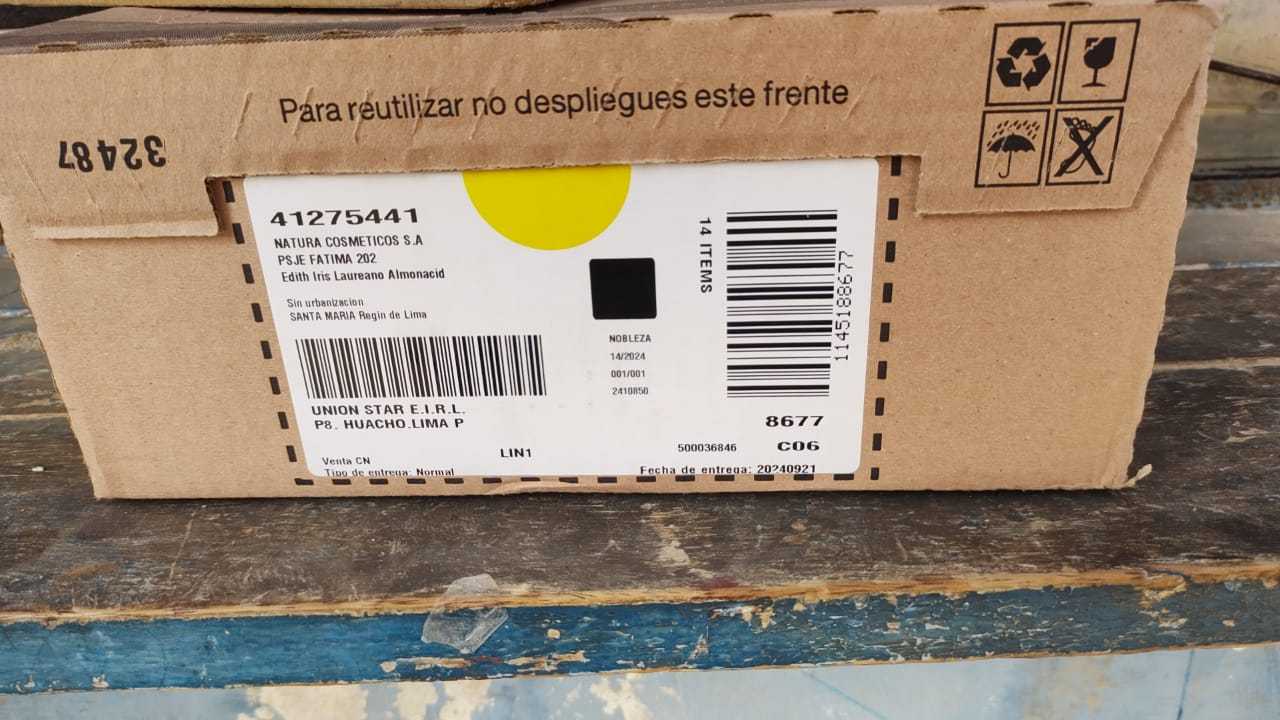 Para reutilizar no despliegues este frente
32487
41275441
NATURA COSMETICOS S.A
PSJE FATIMA 202
Edith Iris Laureano Almonacid
Sin urbanizacion
SANTA MARIA Regin de Lima
UNION STAR E.I.R.L.
P8. HUACHO.LIMA P
Venta CN
LIN1
Tipo de entrega: Normal
NOBLEZA
14/2024
001/001
2410850
14 ITEMS
1145188677
8677
500036846
C06
Fecha de entrega: 20240921